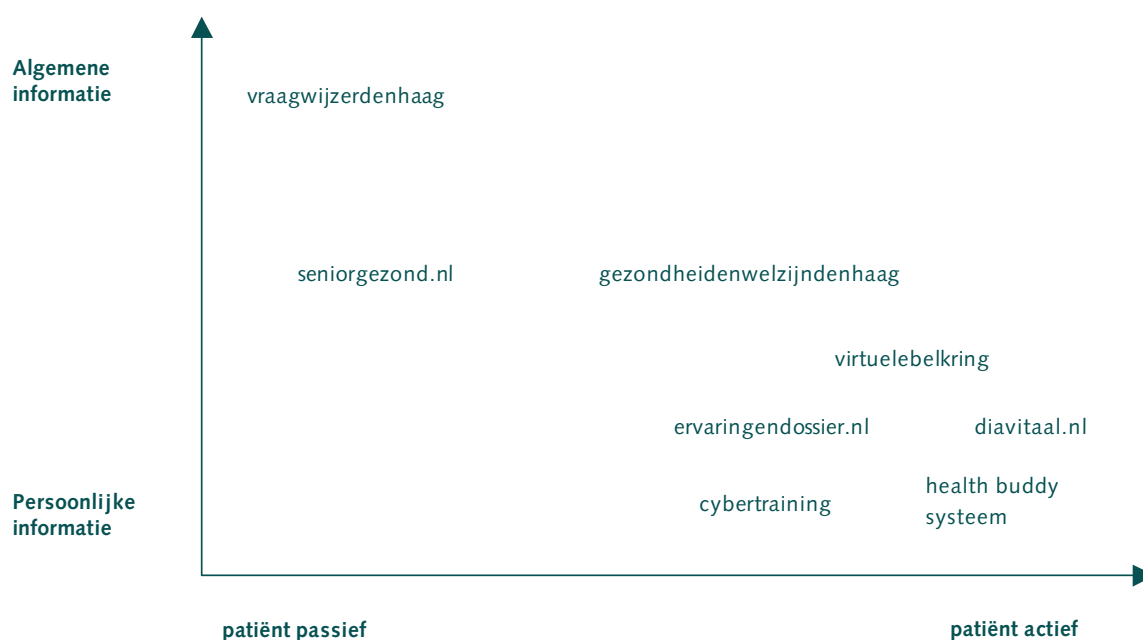 Algemene
informatie
vraagwijzerdenhaag
seniorgezond.nl
gezondheidenwelzijndenhaag
virtuelebelkring
ervaringendossier.nl
diavitaal.nl
Persoonlijke
informatie
cybertraining
health buddy
systeem
patiënt passief
patiënt actief